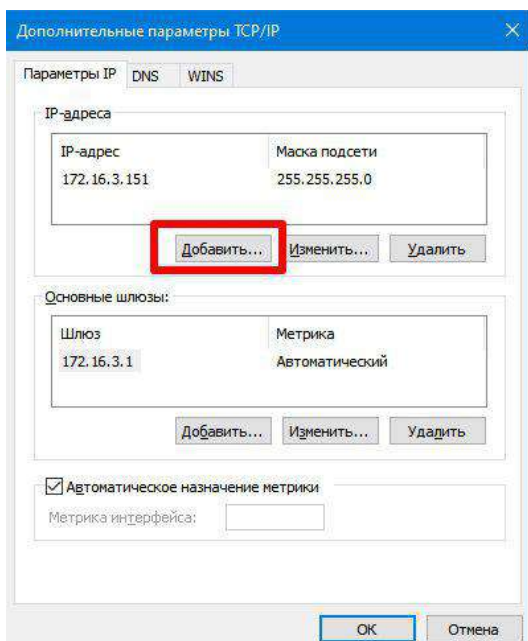 Дополнительные параметры TCP/IP
Параметры IP DNS WINS
IP-адреса
IP-адрес Маска подсети
172.16.3.151 255.255.255.0
Добавить... Изменить... Удалить
Основные шлюзы:
Шлюз Метрика
172.16.3.1 Автоматический
Добавить... Изменить... Удалить
Автоматическое назначение метрики
Метрика интерфейса:
OK Отмена